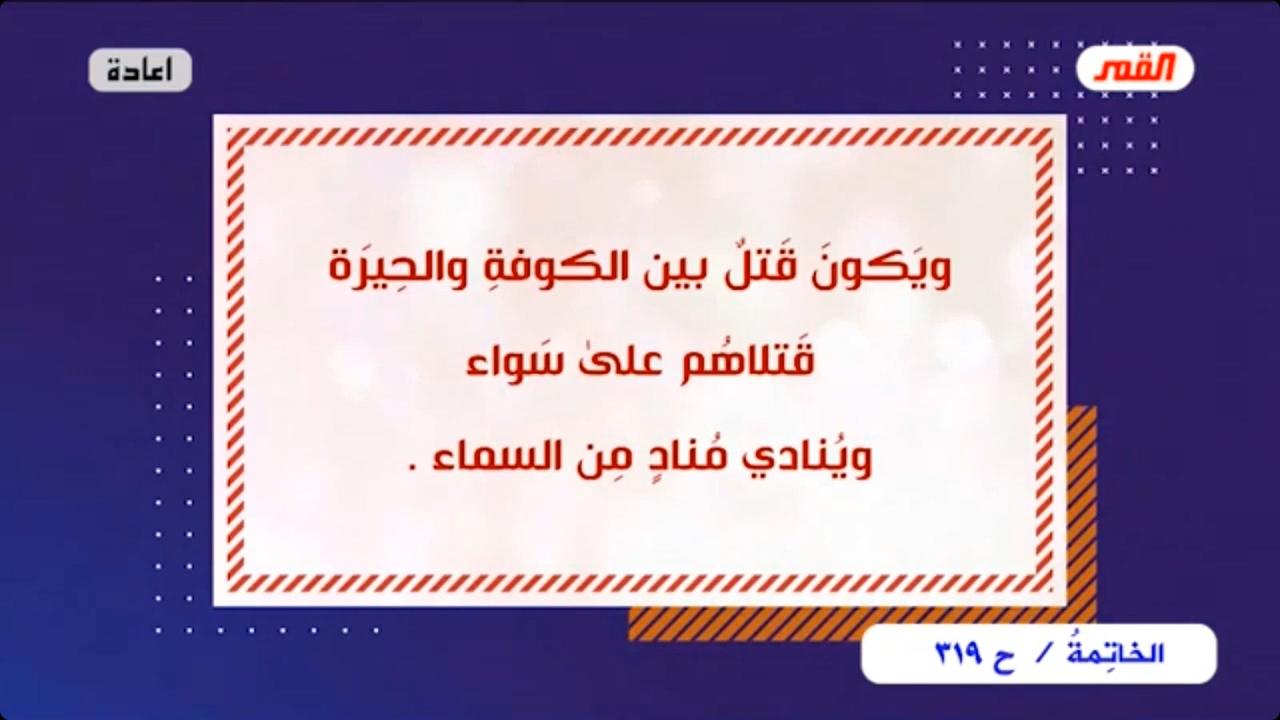 القمر
اعادة
ويَكونَ قَتلٌ بين الكوفةِ والحِيرَة
قَتلاهُم علىٰ سَواء
ويُنادي مُنادٍ مِن السماء .
الخاتِمةُ / ح ٣١٩